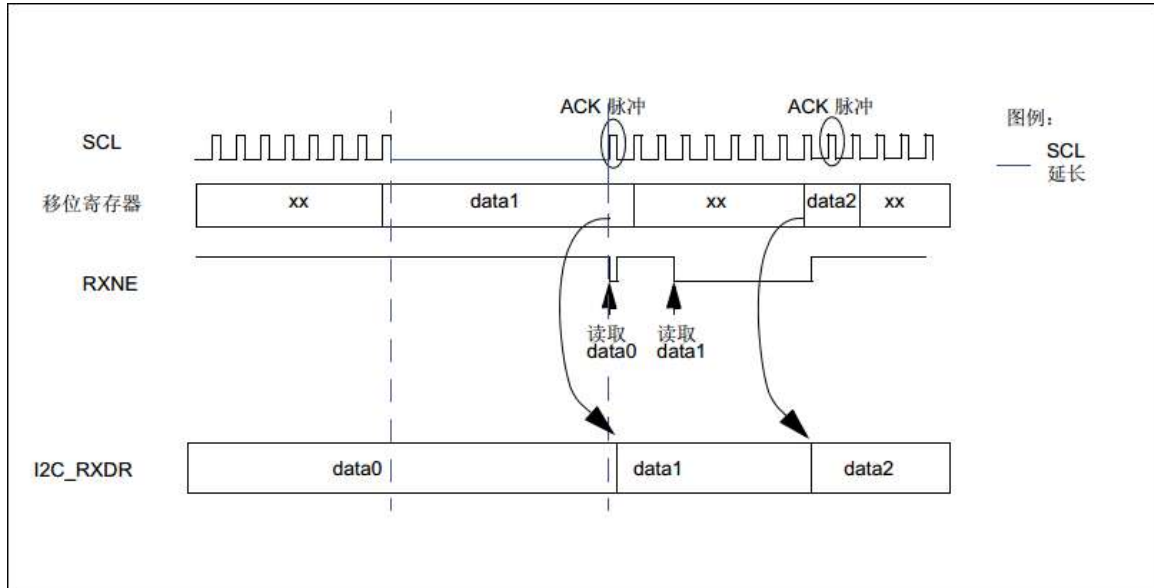 ACK 脉冲
ACK 脉冲
图例：
SCL
SCL
延长
移位寄存器
xx
data1
xx
data2
xx
RXNE
读取
data0
读取
data1
I2C_RXDR
data0
data1
data2